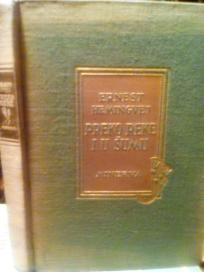 ERNEST
HEMINGVEJ
PREKO REKE
I U ŠUMU